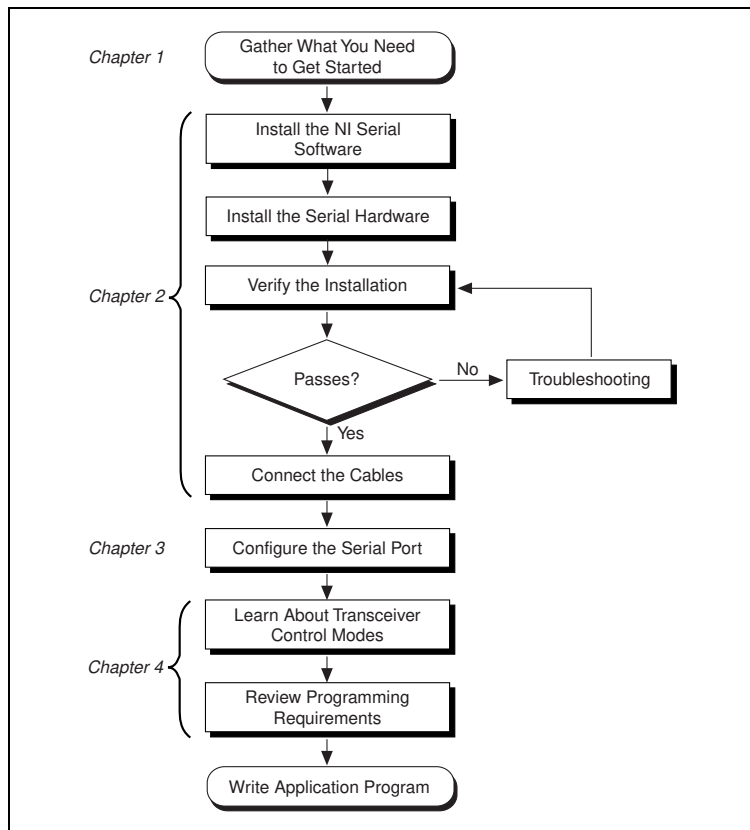 Chapter 1
Gather What You Need
to Get Started
Install the NI Serial
Software
Install the Serial Hardware
Chapter 2
Verify the Installation
Passes?
No
Troubleshooting
Yes
Connect the Cables
Chapter 3
Configure the Serial Port
Chapter 4
Learn About Transceiver
Control Modes
Review Programming
Requirements
Write Application Program